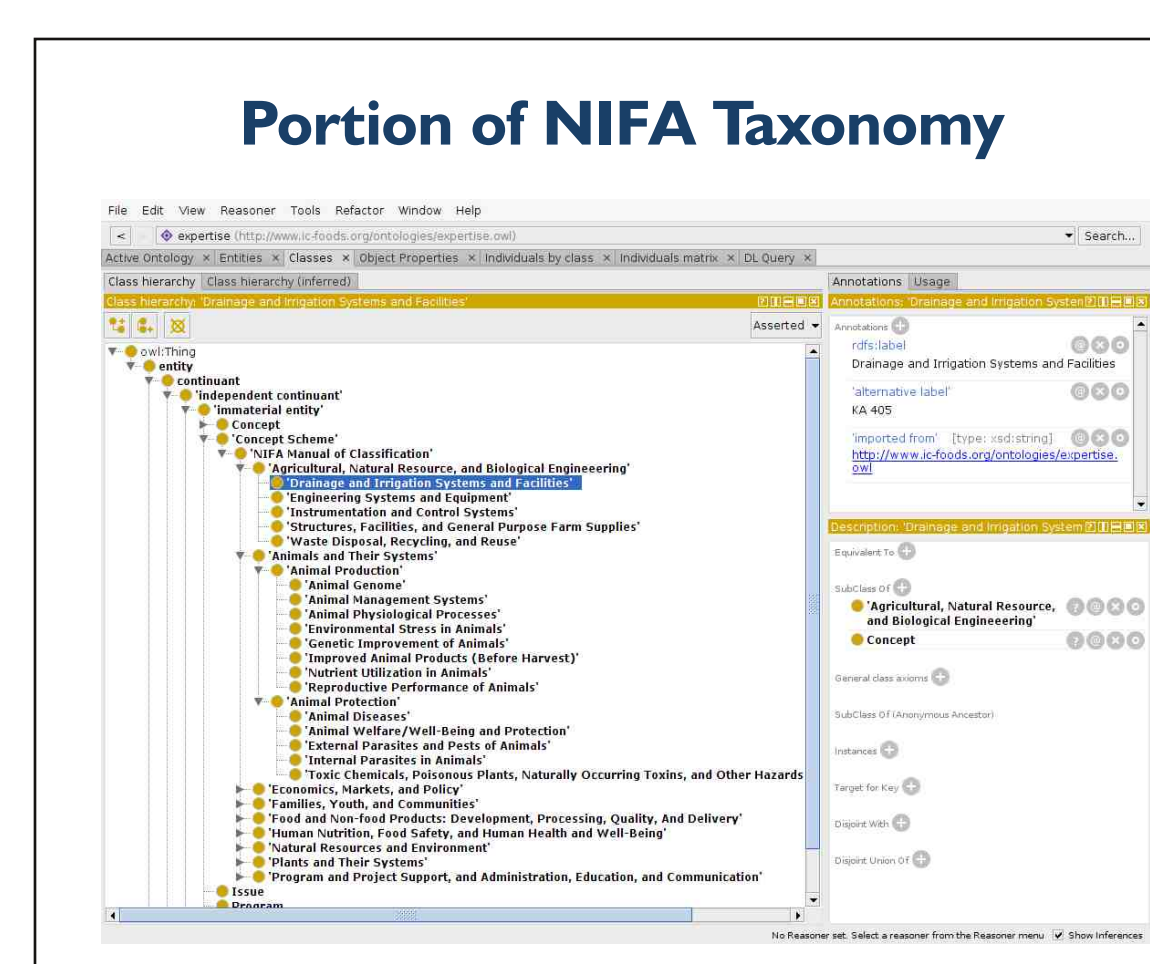 Portion of NIFA Taxonomy
File Edit View Reasoner Tools Refactor Window Help
< expertise (http://www.ic-foods.org/ontologies/expertise.owl) Search...
Active Ontology × Entities × Classes × Object Properties × Individuals by class × Individuals matrix × DL Query ×
Class hierarchy Class hierarchy (inferred)
Class hierarchy: 'Drainage and Irrigation Systems and Facilities'
Asserted
owl:Thing
entity
continuant
'independent continuant'
'immaterial entity'
Concept
'Concept Scheme'
'NIFA Manual of Classification'
'Agricultural, Natural Resource, and Biological Engineeering'
'Drainage and Irrigation Systems and Facilities'
'Engineering Systems and Equipment'
'Instrumentation and Control Systems'
'Structures, Facilities, and General Purpose Farm Supplies'
'Waste Disposal, Recycling, and Reuse'
'Animals and Their Systems'
'Animal Production'
'Animal Genome'
'Animal Management Systems'
'Animal Physiological Processes'
'Environmental Stress in Animals'
'Genetic Improvement of Animals'
'Improved Animal Products (Before Harvest)'
'Nutrient Utilization in Animals'
'Reproductive Performance of Animals'
'Animal Protection'
'Animal Diseases'
'Animal Welfare/Well-Being and Protection'
'External Parasites and Pests of Animals'
'Internal Parasites in Animals'
'Toxic Chemicals, Poisonous Plants, Naturally Occurring Toxins, and Other Hazards
'Economics, Markets, and Policy'
'Families, Youth, and Communities'
'Food and Non-food Products: Development, Processing, Quality, And Delivery'
'Human Nutrition, Food Safety, and Human Health and Well-Being'
'Natural Resources and Environment'
'Plants and Their Systems'
'Program and Project Support, and Administration, Education, and Communication'
Issue
Program
Annotations Usage
Annotations: 'Drainage and Irrigation System
Annotations
rdfs:label
Drainage and Irrigation Systems and Facilities
'alternative label'
KA 405
'imported from' [type: xsd:string]
http://www.ic-foods.org/ontologies/expertise.
owl
Description: 'Drainage and Irrigation System
Equivalent To
SubClass Of
'Agricultural, Natural Resource,
and Biological Engineeering'
Concept
General class axioms
SubClass Of (Anonymous Ancestor)
Instances
Target for Key
Disjoint With
Disjoint Union Of
No Reasoner set. Select a reasoner from the Reasoner menu Show Inferences